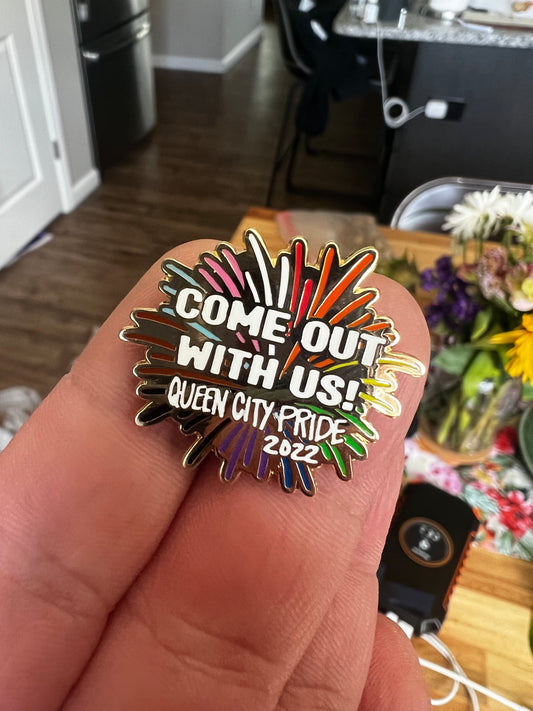 COME OUT
WITH US!
QUEEN CITY PRIDE
2022